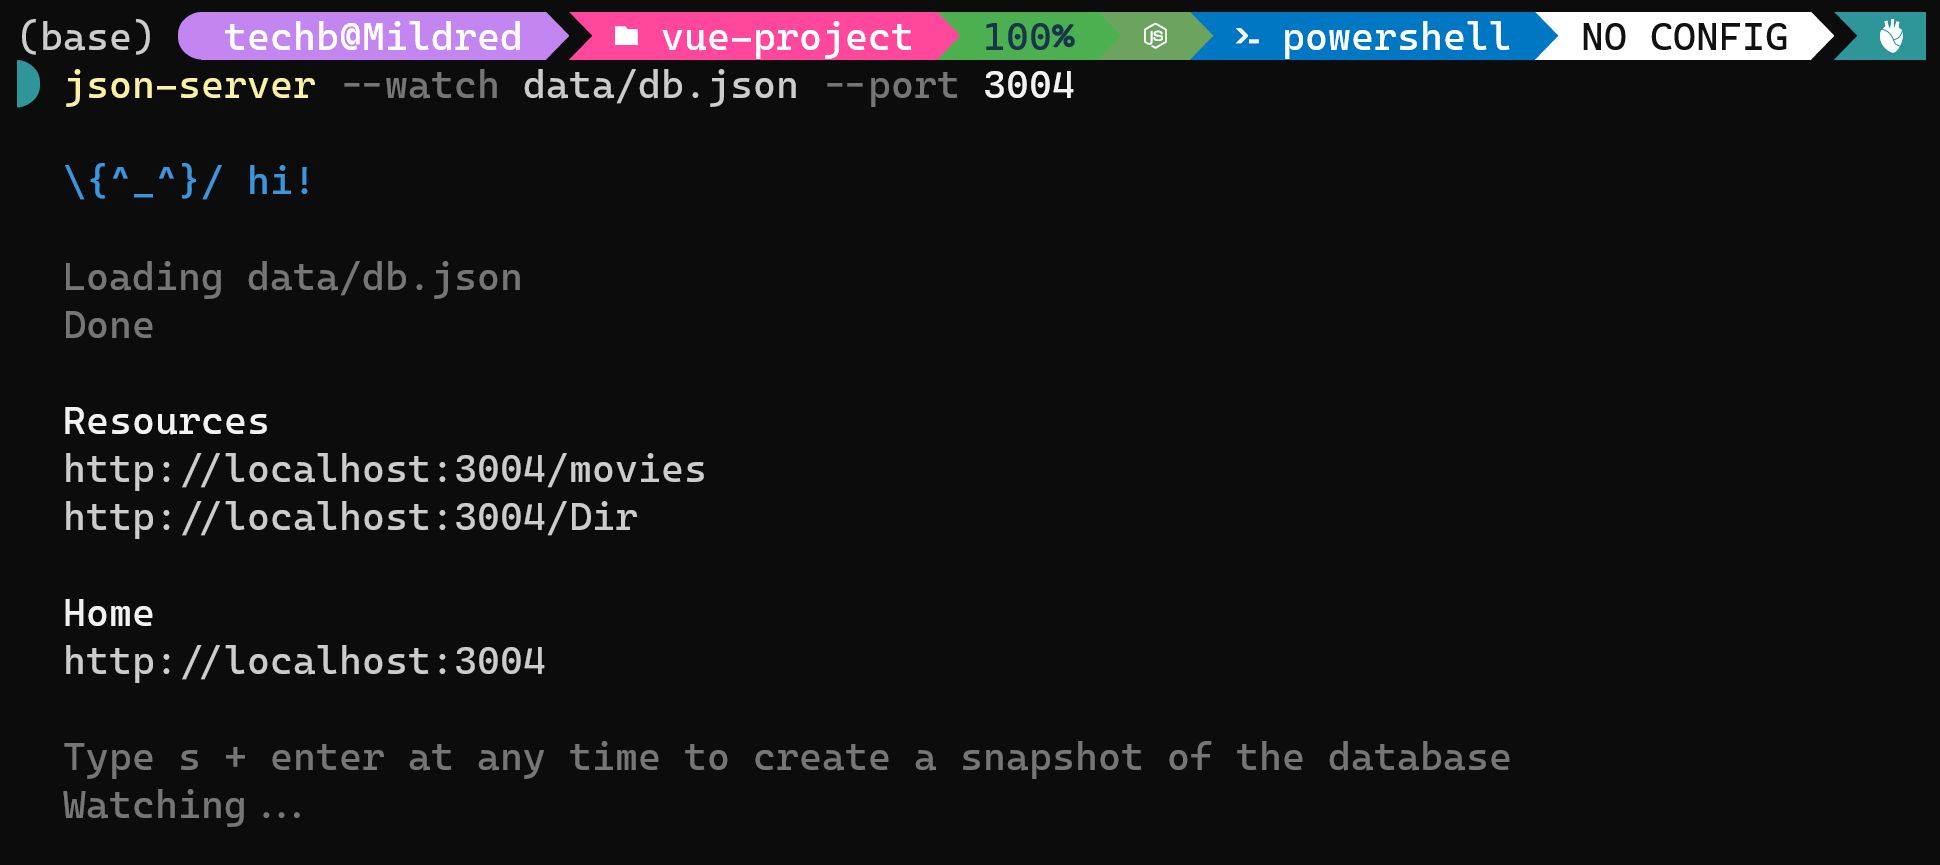 (base) techb@Mildred vue-project 100% JS >_ powershell NO CONFIG
json-server --watch data/db.json --port 3004
\{^_^}/ hi!
Loading data/db.json
Done
Resources
http://localhost:3004/movies
http://localhost:3004/Dir
Home
http://localhost:3004
Type s + enter at any time to create a snapshot of the database
Watching...